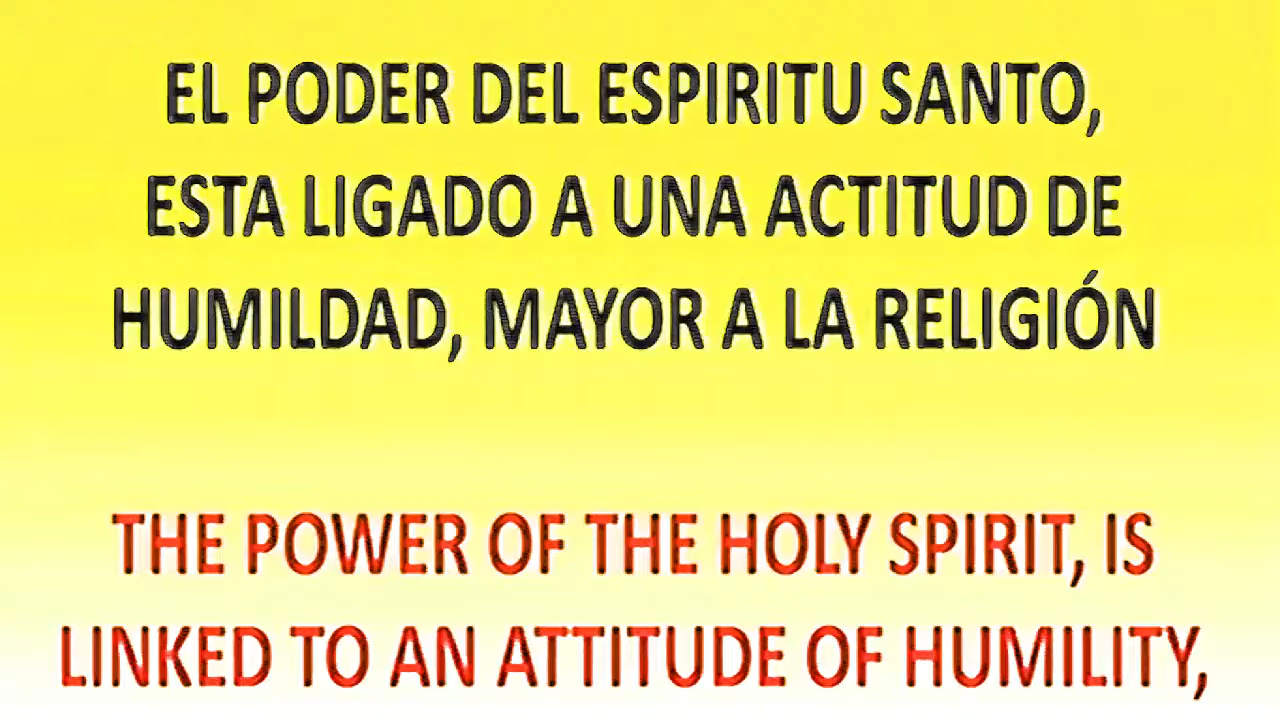 EL PODER DEL ESPIRITU SANTO,
ESTA LIGADO A UNA ACTITUD DE
HUMILDAD, MAYOR A LA RELIGIÓN
THE POWER OF THE HOLY SPIRIT, IS
LINKED TO AN ATTITUDE OF HUMILITY,